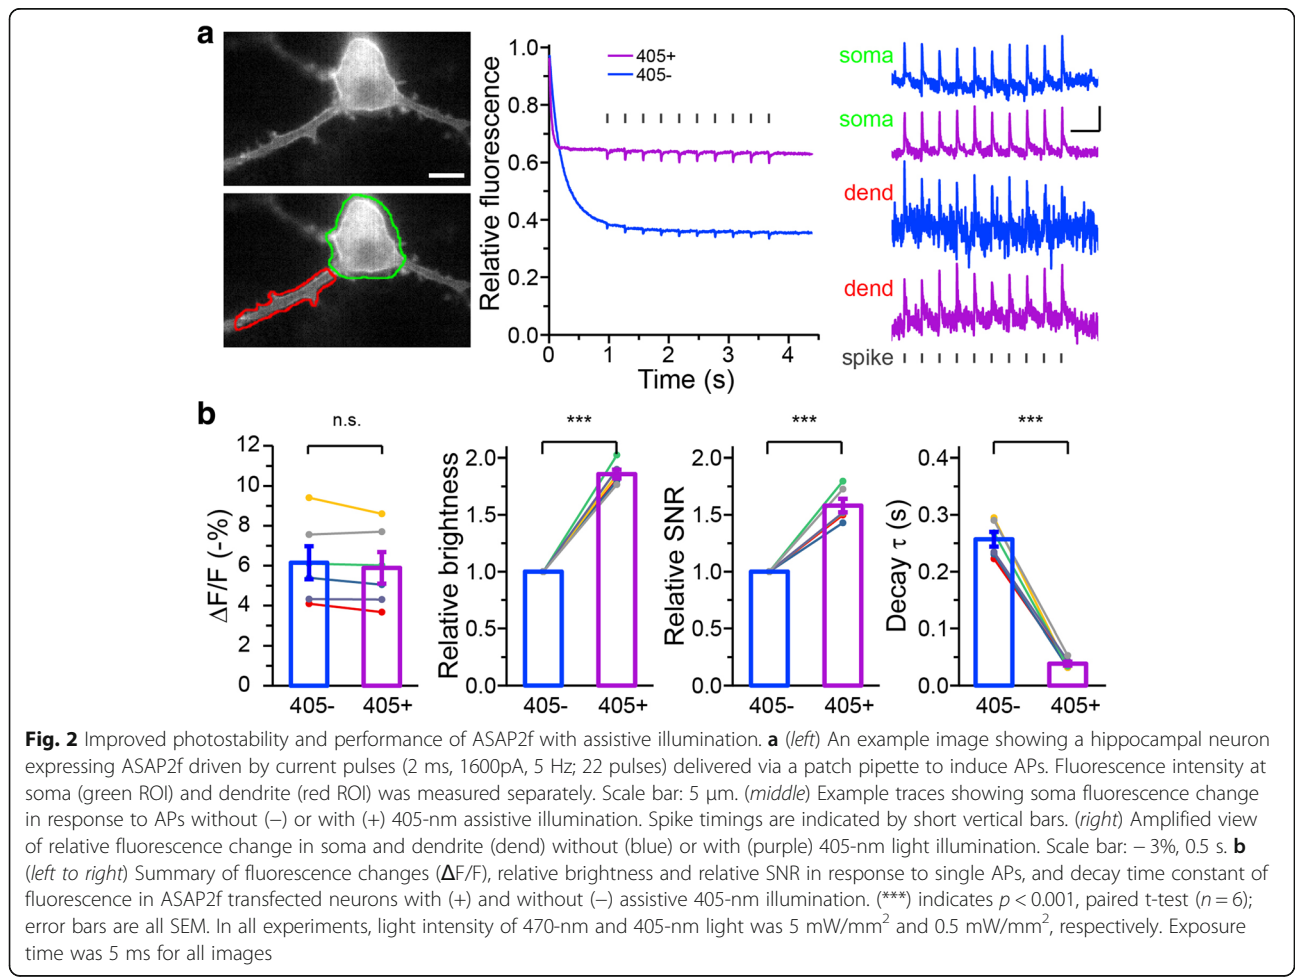 a
Relative fluorescence
1.0
0.8
0.6
0.4
0.2
0.0
0 1 2 3 4
Time (s)
405+
405-
soma
soma
dend
dend
spike
b
n.s.
ΔF/F (-%)
12
10
8
6
4
2
0
405- 405+
***
Relative brightness
2.0
1.5
1.0
0.5
0.0
405- 405+
***
Relative SNR
2.0
1.5
1.0
0.5
0.0
405- 405+
***
Decay τ (s)
0.4
0.3
0.2
0.1
0.0
405- 405+
Fig. 2 Improved photostability and performance of ASAP2f with assistive illumination. a (left) An example image showing a hippocampal neuron
expressing ASAP2f driven by current pulses (2 ms, 1600pA, 5 Hz; 22 pulses) delivered via a patch pipette to induce APs. Fluorescence intensity at
soma (green ROI) and dendrite (red ROI) was measured separately. Scale bar: 5 μm. (middle) Example traces showing soma fluorescence change
in response to APs without (−) or with (+) 405-nm assistive illumination. Spike timings are indicated by short vertical bars. (right) Amplified view
of relative fluorescence change in soma and dendrite (dend) without (blue) or with (purple) 405-nm light illumination. Scale bar: − 3%, 0.5 s. b
(left to right) Summary of fluorescence changes (ΔF/F), relative brightness and relative SNR in response to single APs, and decay time constant of
fluorescence in ASAP2f transfected neurons with (+) and without (−) assistive 405-nm illumination. (***) indicates p < 0.001, paired t-test (n = 6);
error bars are all SEM. In all experiments, light intensity of 470-nm and 405-nm light was 5 mW/mm² and 0.5 mW/mm², respectively. Exposure
time was 5 ms for all images